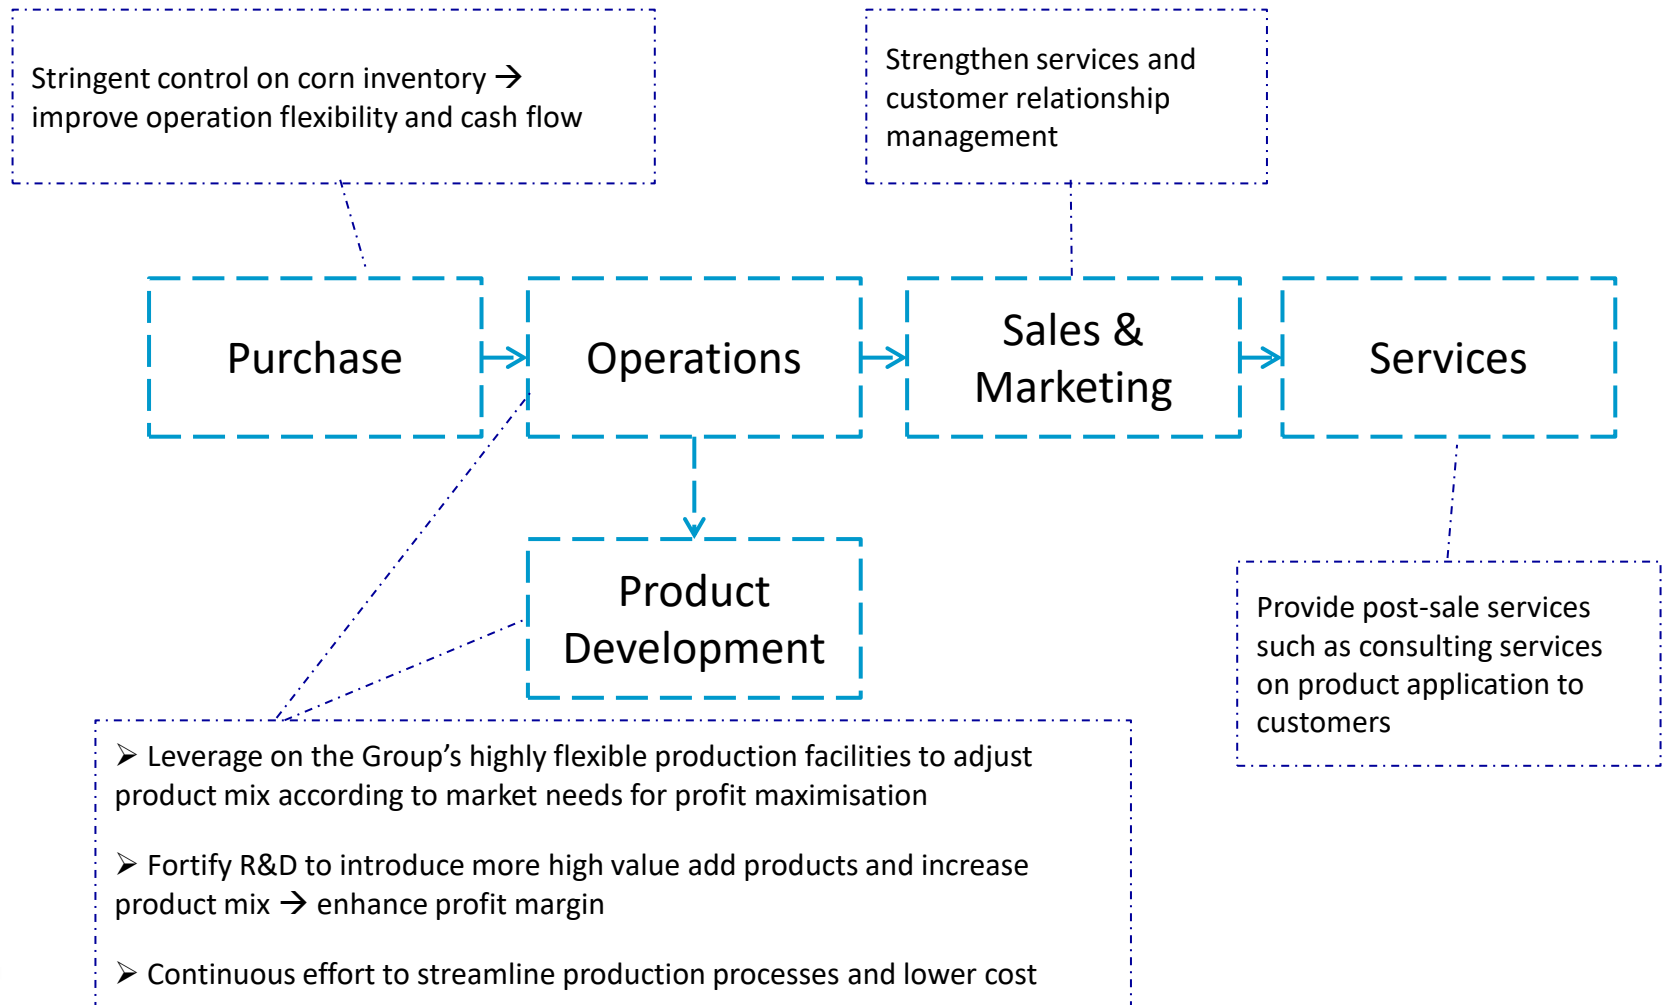 Stringent control on corn inventory →
improve operation flexibility and cash flow
Strengthen services and
customer relationship
management
Purchase
Operations
Sales &
Marketing
Services
Product
Development
Provide post-sale services
such as consulting services
on product application to
customers
➢ Leverage on the Group’s highly flexible production facilities to adjust
product mix according to market needs for profit maximisation
➢ Fortify R&D to introduce more high value add products and increase
product mix → enhance profit margin
➢ Continuous effort to streamline production processes and lower cost